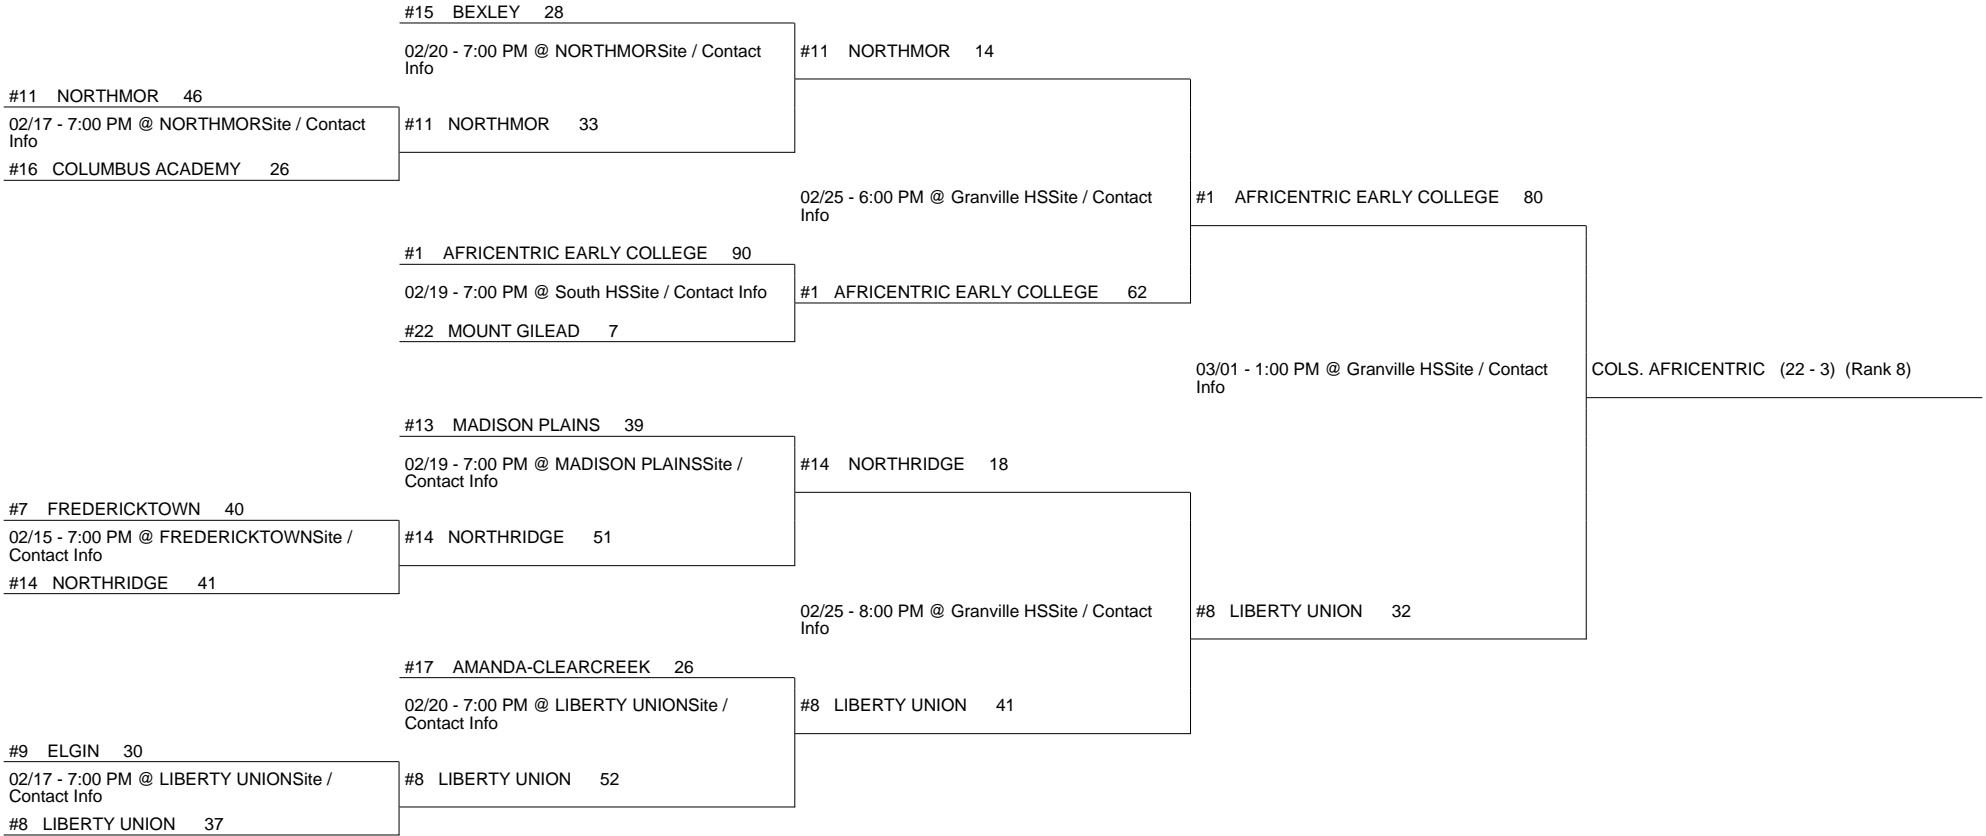 #15 BEXLEY 28
02/20 - 7:00 PM @ NORTHMORSite / Contact
Info
#11 NORTHMOR 14
#11 NORTHMOR 46
02/17 - 7:00 PM @ NORTHMORSite / Contact
Info
#11 NORTHMOR 33
#16 COLUMBUS ACADEMY 26
02/25 - 6:00 PM @ Granville HSSite / Contact
Info
#1 AFRICENTRIC EARLY COLLEGE 80
#1 AFRICENTRIC EARLY COLLEGE 90
02/19 - 7:00 PM @ South HSSite / Contact Info
#1 AFRICENTRIC EARLY COLLEGE 62
#22 MOUNT GILEAD 7
03/01 - 1:00 PM @ Granville HSSite / Contact
Info
COLS. AFRICENTRIC (22 - 3) (Rank 8)
#13 MADISON PLAINS 39
02/19 - 7:00 PM @ MADISON PLAINSSite /
Contact Info
#14 NORTHRIDGE 18
#7 FREDERICKTOWN 40
02/15 - 7:00 PM @ FREDERICKTOWNSite /
Contact Info
#14 NORTHRIDGE 51
#14 NORTHRIDGE 41
02/25 - 8:00 PM @ Granville HSSite / Contact
Info
#8 LIBERTY UNION 32
#17 AMANDA-CLEARCREEK 26
02/20 - 7:00 PM @ LIBERTY UNIONSite /
Contact Info
#8 LIBERTY UNION 41
#9 ELGIN 30
02/17 - 7:00 PM @ LIBERTY UNIONSite /
Contact Info
#8 LIBERTY UNION 52
#8 LIBERTY UNION 37